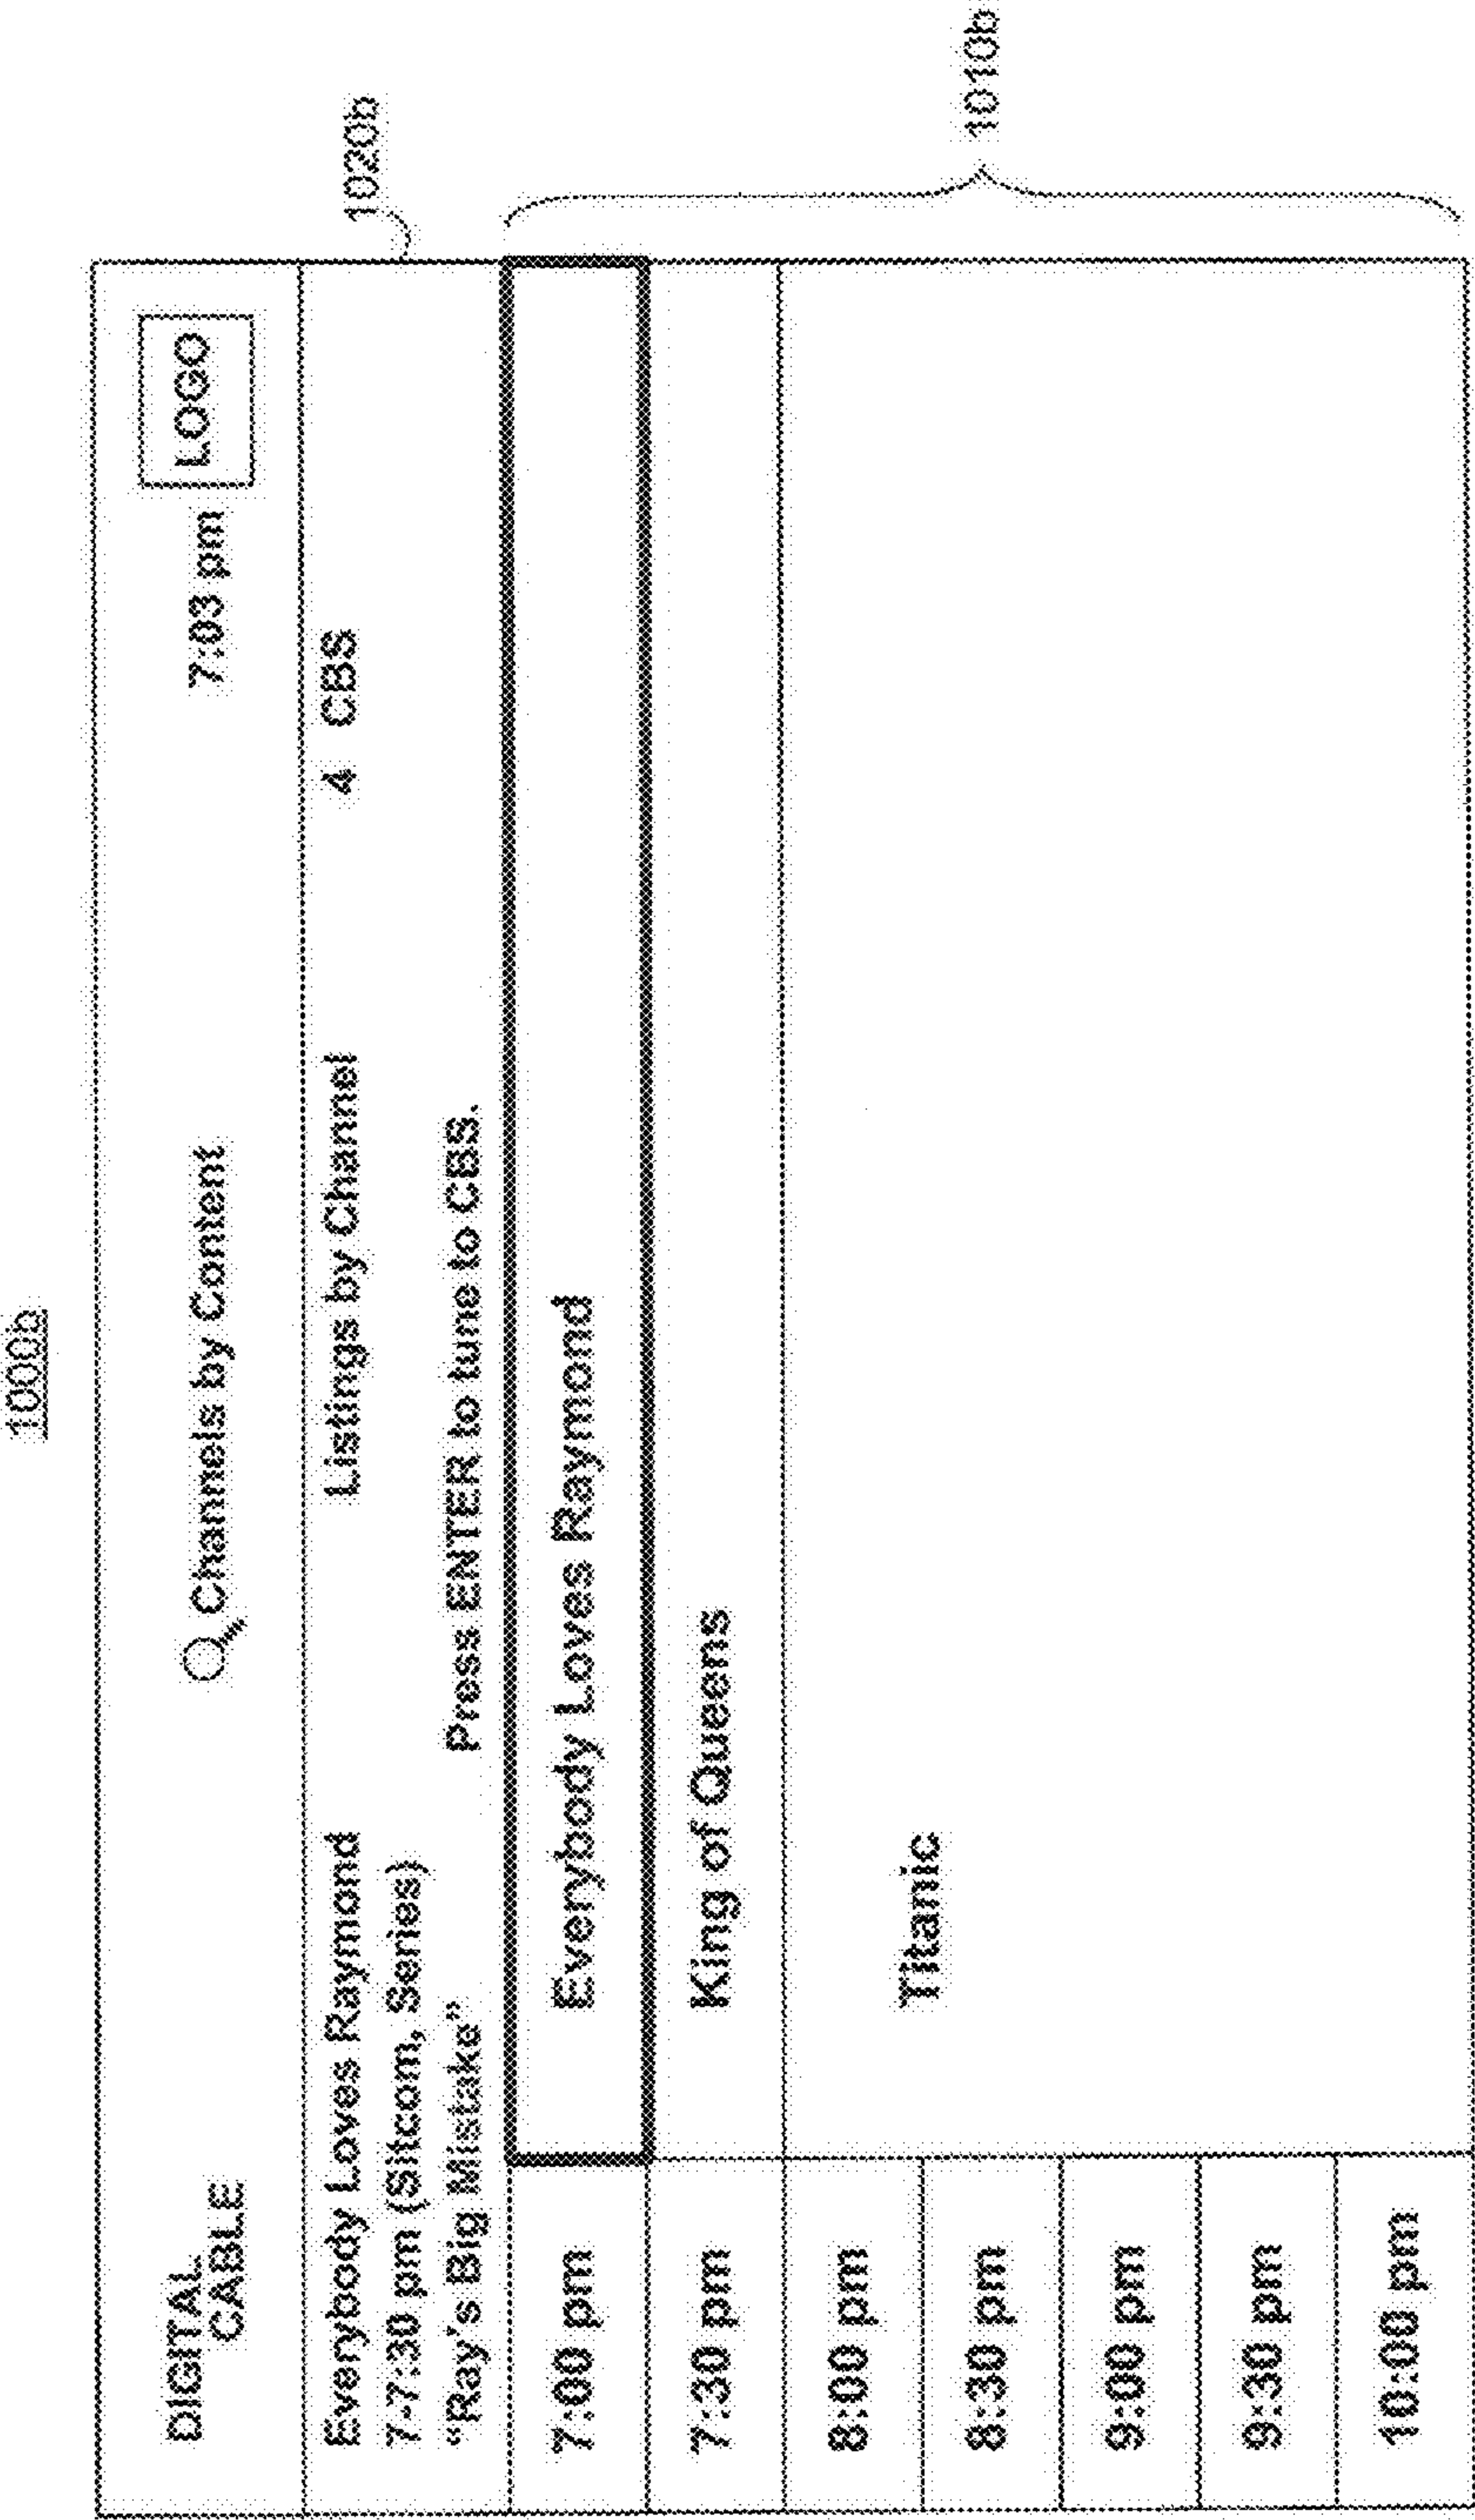 1000b
DIGITAL
CABLE
Channels by Content
7:03 pm
LOGO
Everybody Loves Raymond
Listings by Channel
4 CBS
7-7:30 pm (Sitcom, Series)
"Ray's Big Mistake"
Press ENTER to tune to CBS.
1020b
7:00 pm
Everybody Loves Raymond
7:30 pm
King of Queens
8:00 pm
Titanic
8:30 pm
9:00 pm
9:30 pm
10:00 pm
1010b